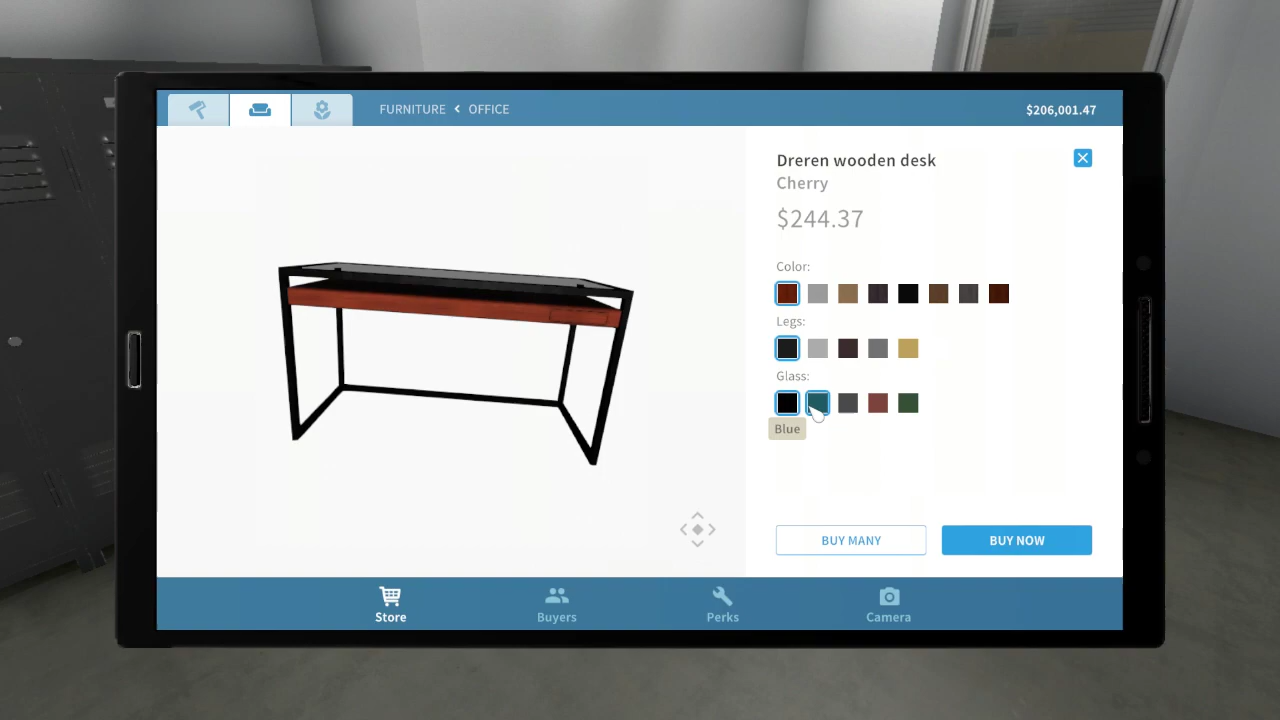 FURNITURE < OFFICE
$206,001.47
Dreren wooden desk
Cherry
$244.37
Color:
Legs:
Glass:
Blue
BUY MANY
BUY NOW
Store
Buyers
Perks
Camera